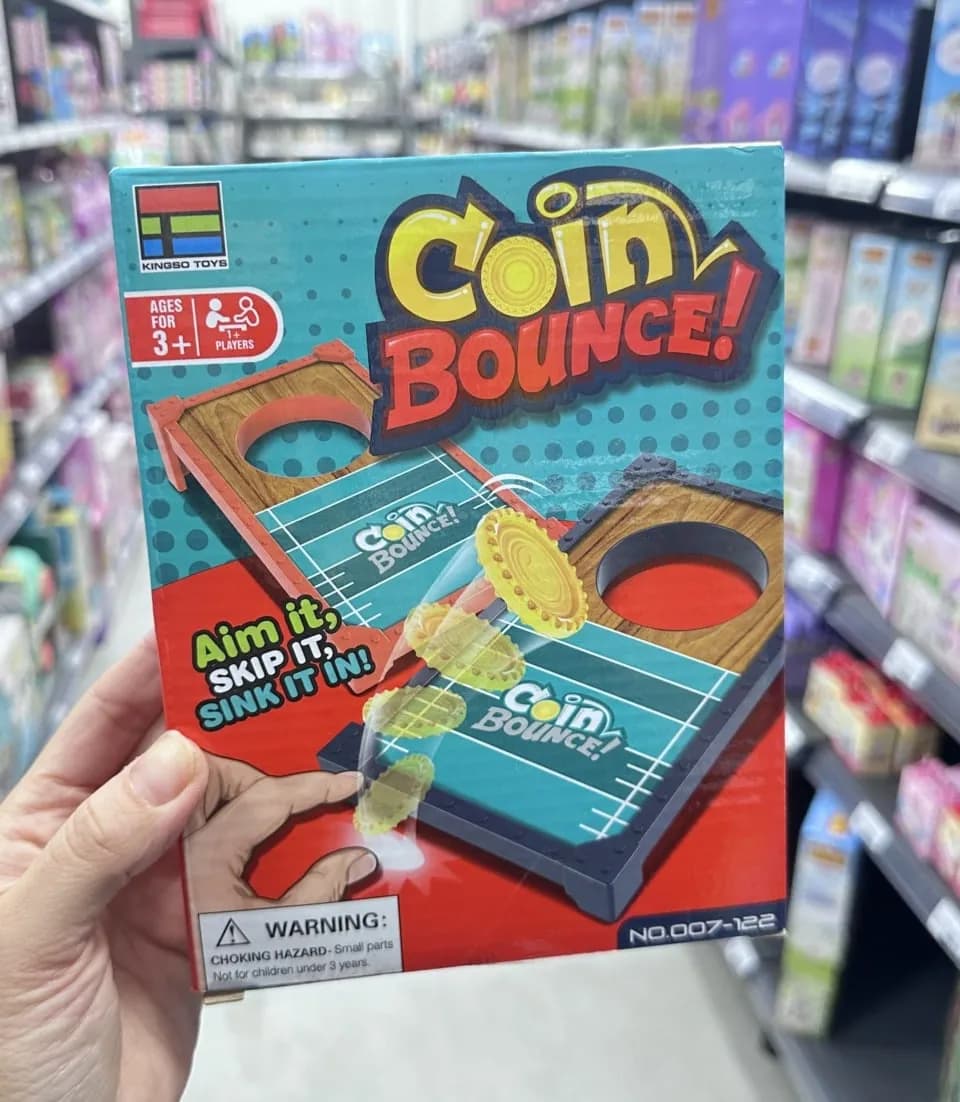 KINGSO TOYS
AGES
FOR
3+
1+
PLAYERS
Coin
BOUNCE!
Coin
BOUNCE!
Aim it,
SKIP IT,
SINK IT IN!
Coin
BOUNCE!
WARNING:
CHOKING HAZARD- Small parts
Not for children under 3 years.
NO.007-122